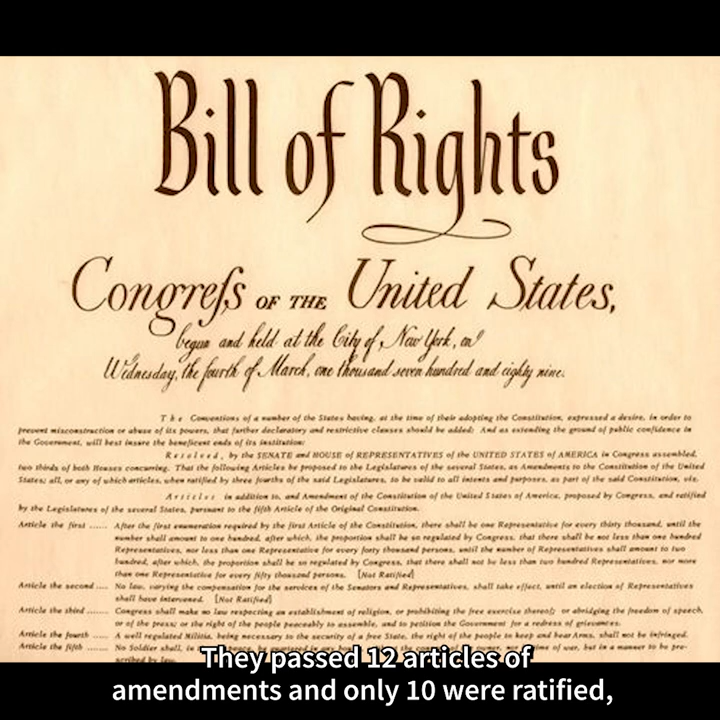 Bill of Rights
Congreſs OF THE United States,
begun and held at the City of New York, on
Wednesday, the fourth of March, one thousand seven hundred and eighty nine.
The Conventions of a number of the States having, at the time of their adopting the Constitution, expressed a desire, in order to
prevent misconstruction or abuse of its powers, that further declaratory and restrictive clauses should be added: And as extending the ground of public confidence in
the Government, will best insure the beneficent ends of its institution:
Resolved, by the SENATE and HOUSE of REPRESENTATIVES of the UNITED STATES of AMERICA in Congress assembled,
two thirds of both Houses concurring. That the following Articles be proposed to the Legislatures of the several States, as Amendments to the Constitution of the United
States; all, or any of which articles, when ratified by three fourths of the said Legislatures, to be valid to all intents and purposes, as part of the said Constitution, viz.
Articles in addition to, and Amendment of the Constitution of the United States of America, proposed by Congress, and ratified
by the Legislatures of the several States, pursuant to the fifth Article of the Original Constitution.
Article the first ...... After the first enumeration required by the first Article of the Constitution, there shall be one Representative for every thirty thousand, until the
number shall amount to one hundred, after which, the proportion shall be so regulated by Congress, that there shall be not less than one hundred
Representatives, nor less than one Representative for every forty thousand persons, until the number of Representatives shall amount to two
hundred, after which, the proportion shall be so regulated by Congress, that there shall not be less than two hundred Representatives, nor more
than one Representative for every fifty thousand persons. [Not Ratified]
Article the second ..... No law, varying the compensation for the services of the Senators and Representatives, shall take effect, until an election of Representatives
shall have intervened. [Not Ratified]
Article the third ....... Congress shall make no law respecting an establishment of religion, or prohibiting the free exercise thereof; or abridging the freedom of speech,
or of the press; or the right of the people peaceably to assemble, and to petition the Government for a redress of grievances.
Article the fourth ..... A well regulated Militia, being necessary to the security of a free State, the right of the people to keep and bear Arms, shall not be infringed.
Article the fifth ...... No Soldier shall, in time of war, but in a manner to be pre-
scribed by law.
They passed 12 articles of
amendments and only 10 were ratified,